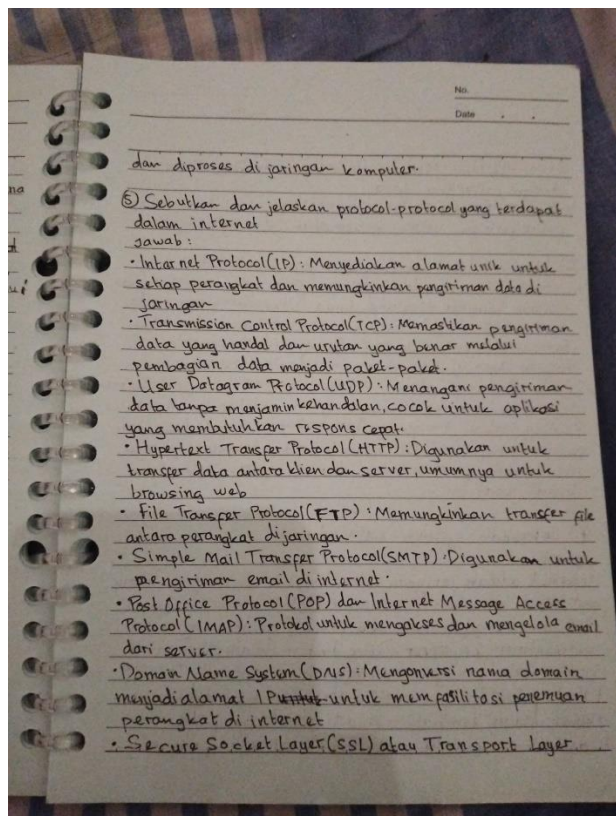 No.
Date
dan diproses di jaringan komputer.
⑤ Sebutkan dan jelaskan protocol-protocol yang terdapat
dalam internet
Jawab :
• Intarnet Protocol (IP) : Menyediakan alamat unik untuk
setiap perangkat dan memungkinkan pangiriman data di
jaringan
• Transmission Control Protocol (TCP) : Memastikan pengiriman
data yang handal dan urutan yang benar melalui
pembagian data menjadi paket-paket.
• User Datagram Protocol (UDP) : Menangani pengiriman
data tanpa menjamin kehandalan, cocok untuk aplikasi
yang membutuhkan respons cepat.
• Hypertext Transfer Protocol (HTTP) : Digunakan untuk
transfer data antara klien dan server, umumnya untuk
browsing web
• File Transfer Protocol (FTP) : Memungkinkan transfer file
antara perangkat di jaringan.
• Simple Mail Transfer Protocol (SMTP) : Digunakan untuk
pengiriman email di internet.
• Post Office Protocol (POP) dan Internet Message Access
Protocol (IMAP) : Protokol untuk mengakses dan mengelola email
dari server.
• Domain Name System (DNS) : Mengonversi nama domain
menjadi alamat IP untuk memfasilitasi penemuan
perangkat di internet
• Secure Socket Layer (SSL) atau Transport Layer